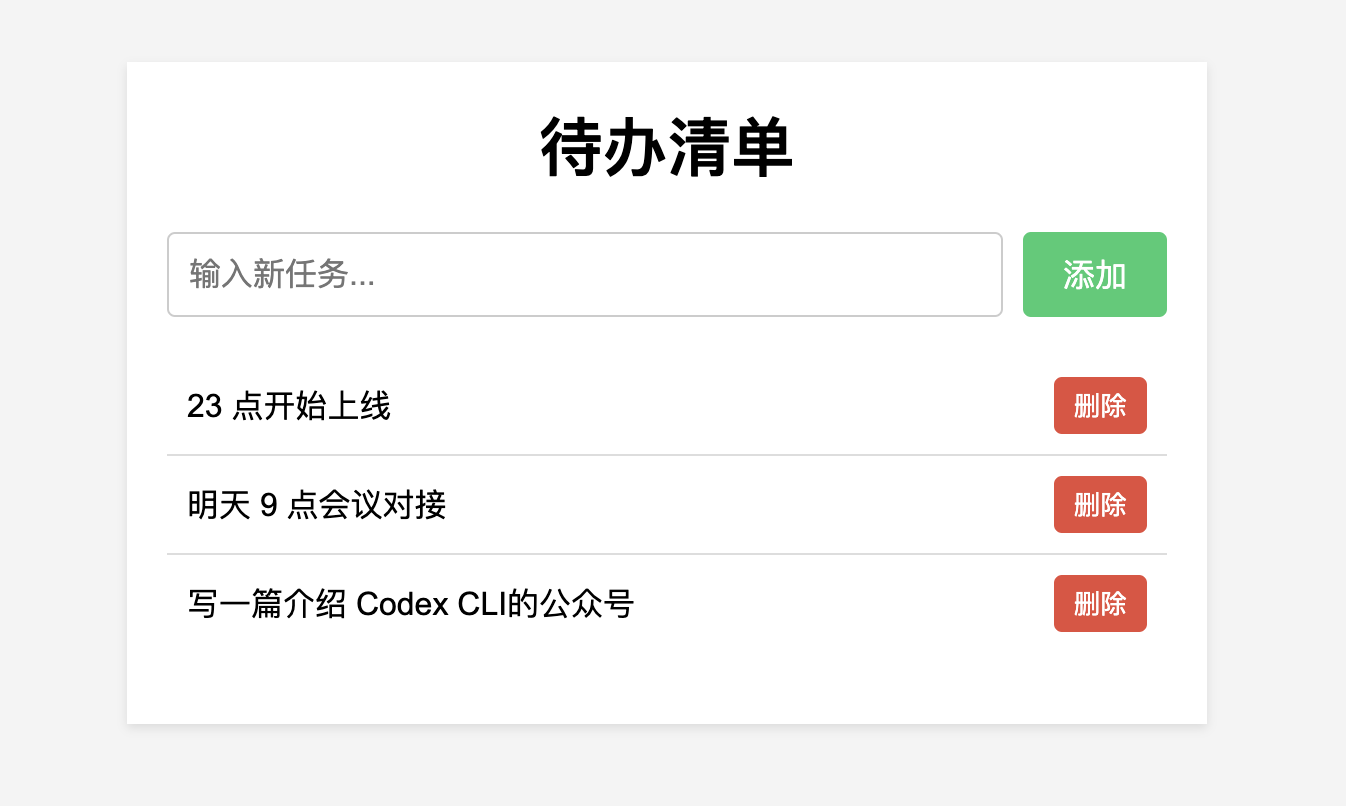 待办清单
输入新任务...
添加
23 点开始上线
删除
明天 9 点会议对接
删除
写一篇介绍 Codex CLI的公众号
删除